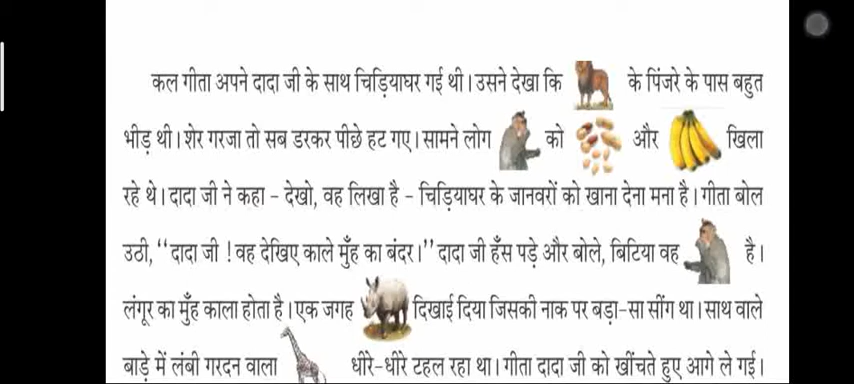 कल गीता अपने दादा जी के साथ चिड़ियाघर गई थी। उसने देखा कि के पिंजरे के पास बहुत
भीड़ थी। शेर गरजा तो सब डरकर पीछे हट गए। सामने लोग को और खिला
रहे थे। दादा जी ने कहा - देखो, वह लिखा है - चिड़ियाघर के जानवरों को खाना देना मना है। गीता बोल
उठी, “दादा जी ! वह देखिए काले मुँह का बंदर।” दादा जी हँस पड़े और बोले, बिटिया वह है।
लंगूर का मुँह काला होता है। एक जगह दिखाई दिया जिसकी नाक पर बड़ा-सा सींग था। साथ वाले
बाड़े में लंबी गरदन वाला धीरे-धीरे टहल रहा था। गीता दादा जी को खींचते हुए आगे ले गई।